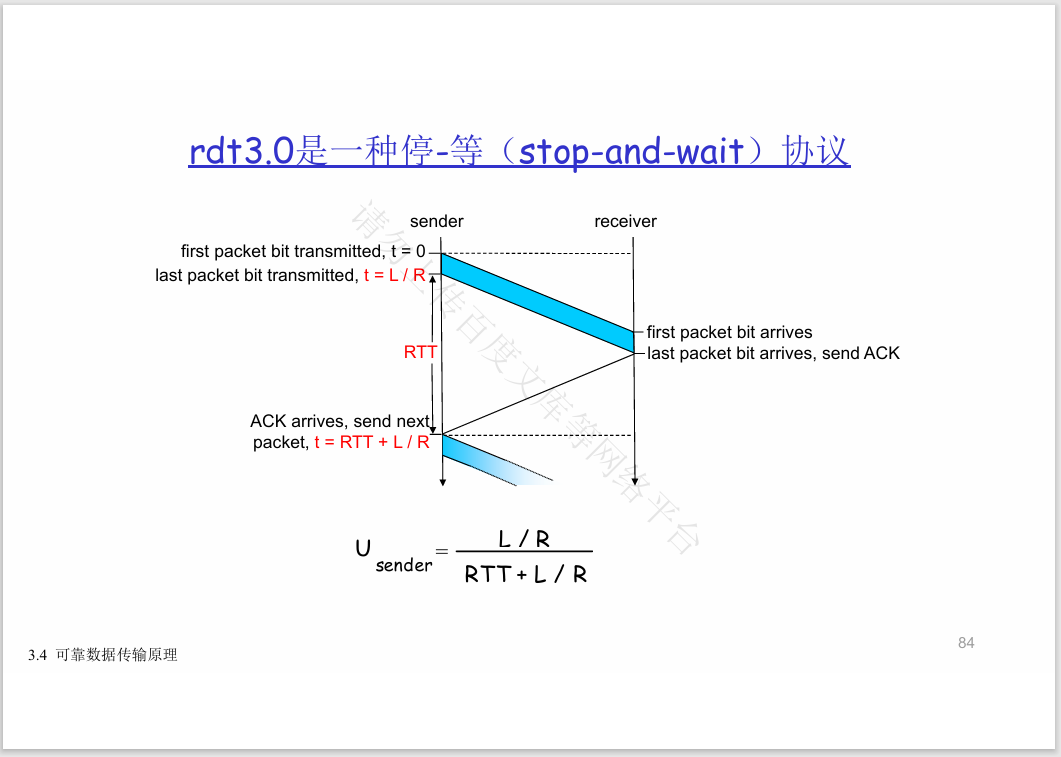 rdt3.0是一种停-等（stop-and-wait）协议
sender
receiver
first packet bit transmitted, t = 0
last packet bit transmitted, t = L / R
first packet bit arrives
RTT
last packet bit arrives, send ACK
ACK arrives, send next
packet, t = RTT + L / R
请勿上传百度文库等网络平台
U sender = L / R
RTT + L / R
84
3.4 可靠数据传输原理